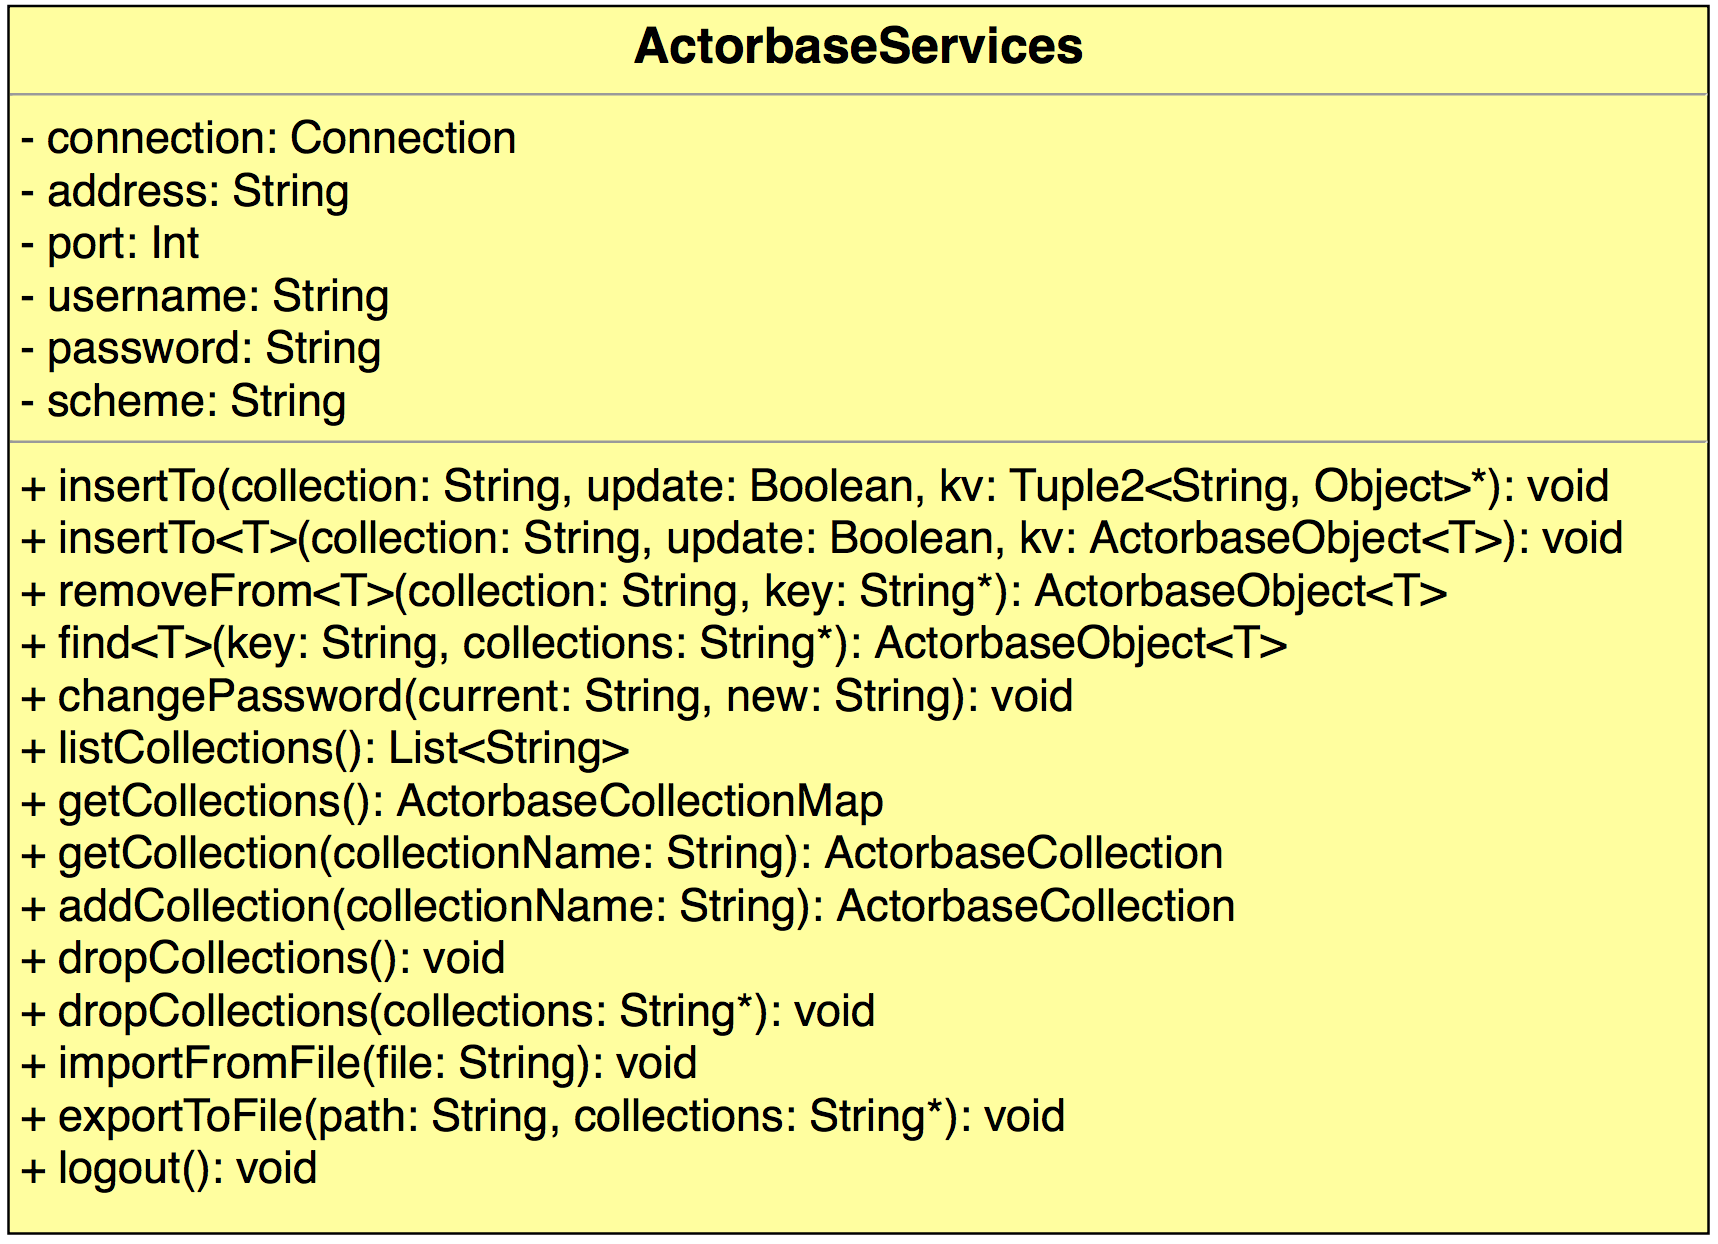 ActorbaseServices
- connection: Connection
- address: String
- port: Int
- username: String
- password: String
- scheme: String
+ insertTo(collection: String, update: Boolean, kv: Tuple2<String, Object>*): void
+ insertTo<T>(collection: String, update: Boolean, kv: ActorbaseObject<T>): void
+ removeFrom<T>(collection: String, key: String*): ActorbaseObject<T>
+ find<T>(key: String, collections: String*): ActorbaseObject<T>
+ changePassword(current: String, new: String): void
+ listCollections(): List<String>
+ getCollections(): ActorbaseCollectionMap
+ getCollection(collectionName: String): ActorbaseCollection
+ addCollection(collectionName: String): ActorbaseCollection
+ dropCollections(): void
+ dropCollections(collections: String*): void
+ importFromFile(file: String): void
+ exportToFile(path: String, collections: String*): void
+ logout(): void